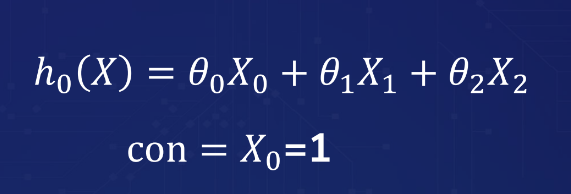 h₀(X) = θ₀X₀ + θ₁X₁ + θ₂X₂
con = X₀=1